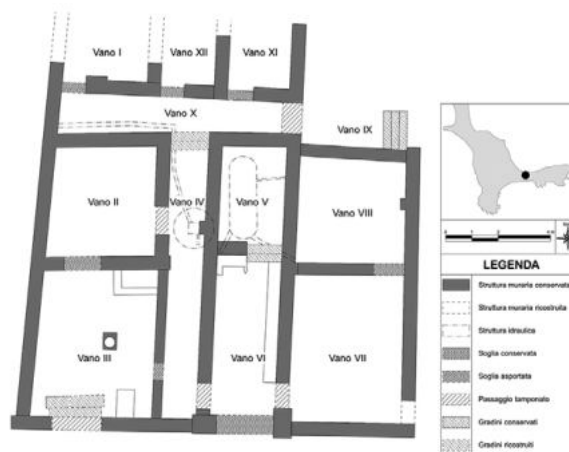 Vano I
Vano XII
Vano XI
Vano X
Vano IX
Vano II
Vano IV
Vano V
Vano VIII
Vano III
Vano VI
Vano VII
LEGENDA
Struttura muraria conservata
Struttura muraria ricostruita
Struttura idraulica
Soglia conservata
Soglia asportata
Passaggio tamponato
Gradini conservati
Gradini ricostruiti